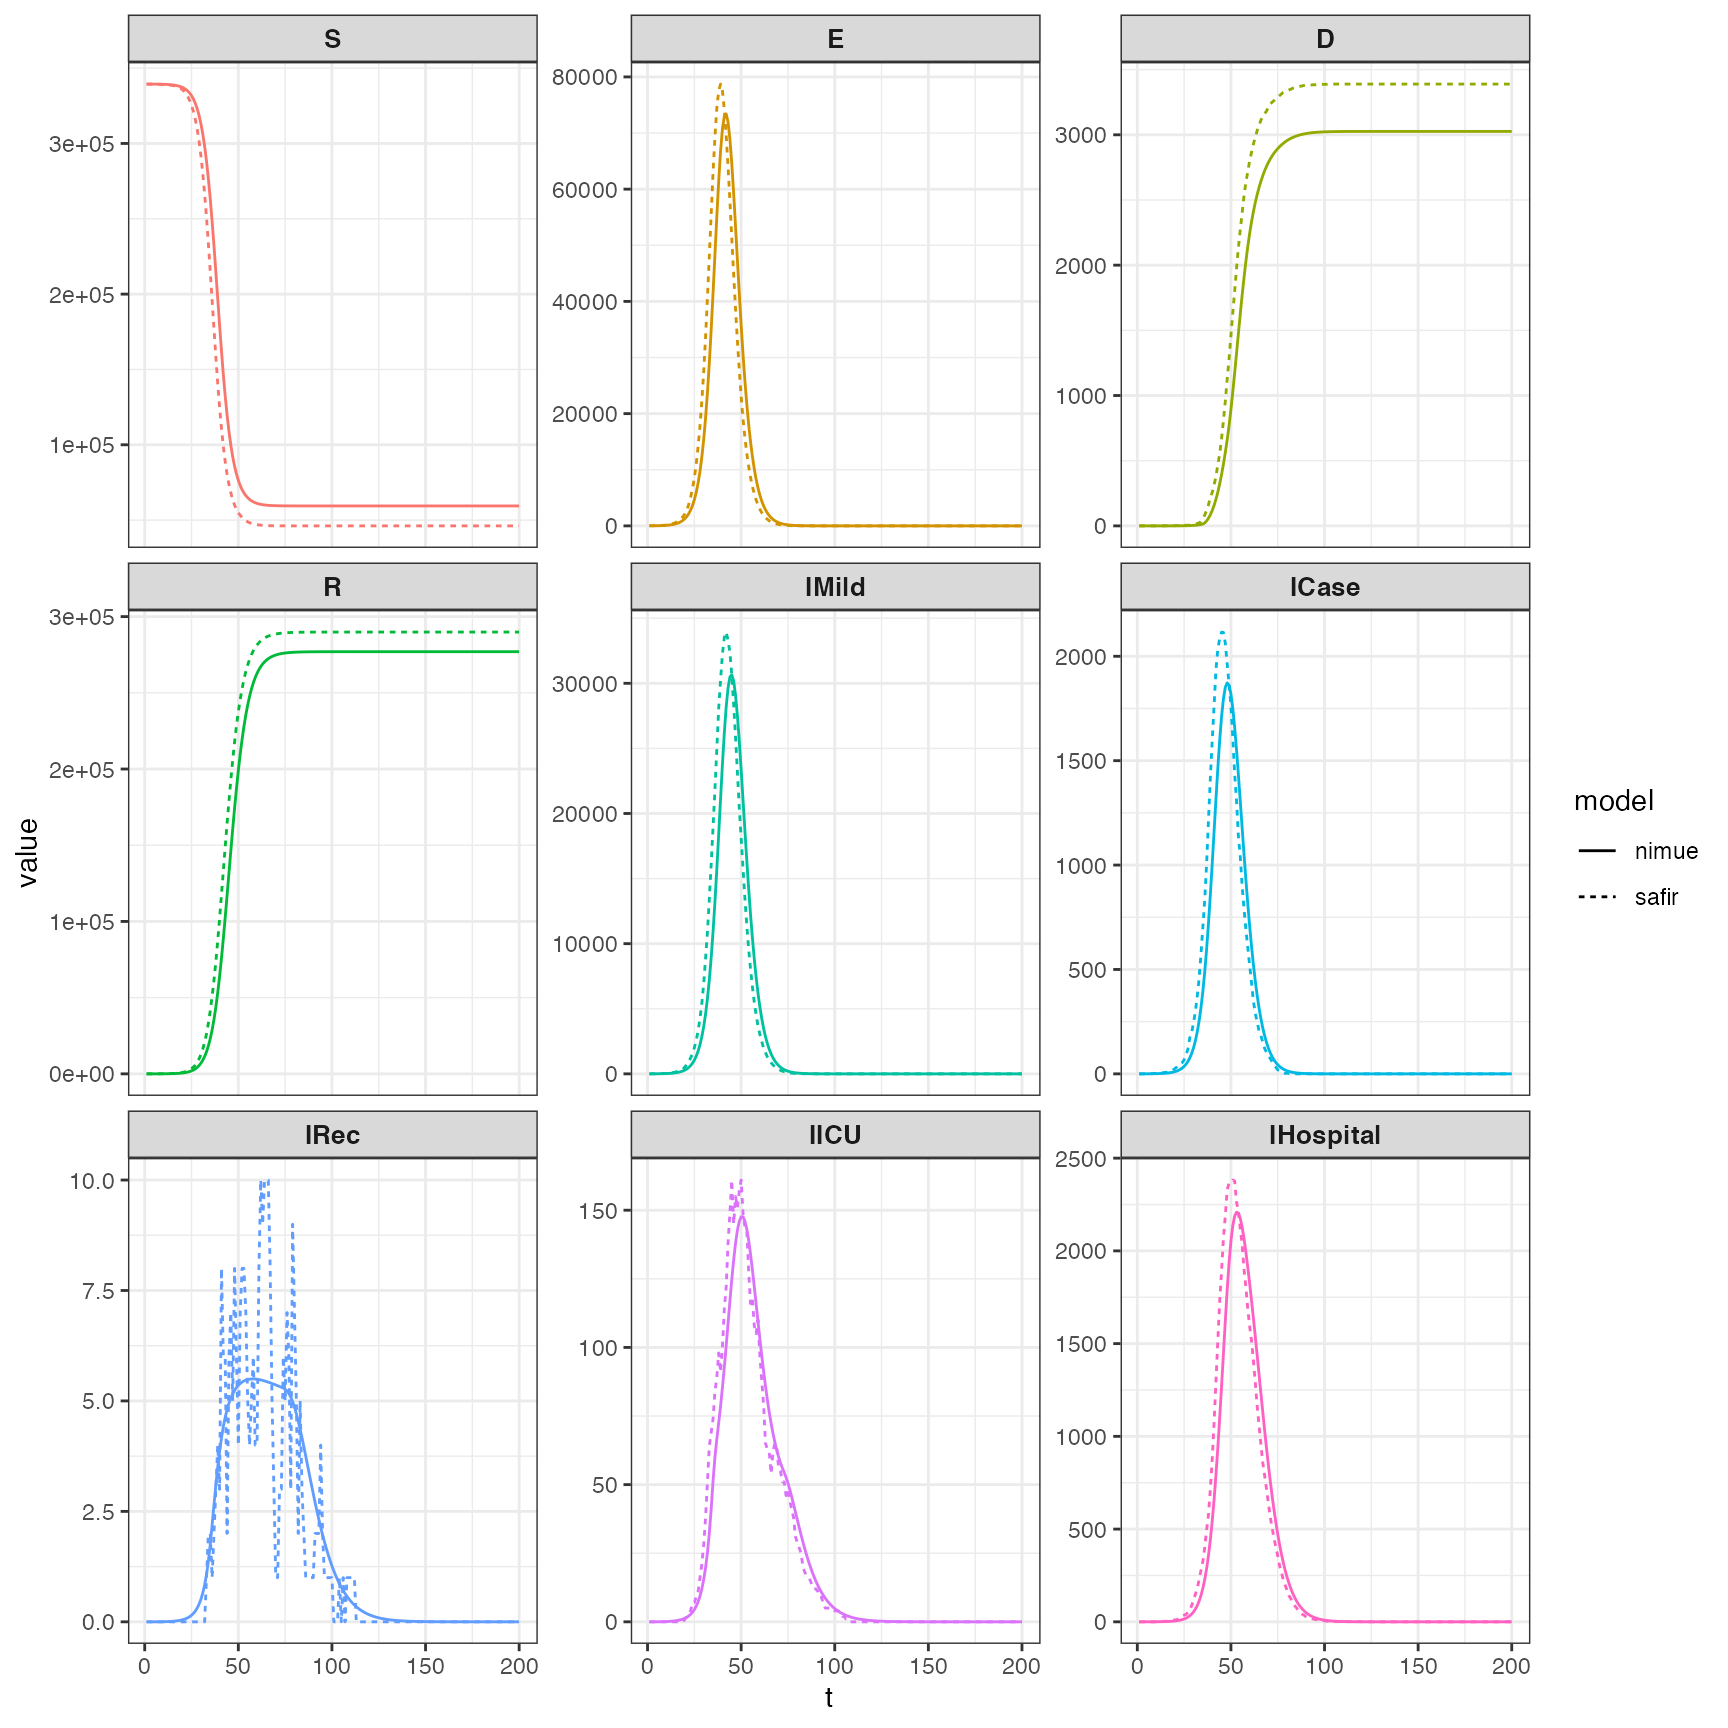 S
E
D
3e+05
2e+05
1e+05
80000
60000
40000
20000
0
3000
2000
1000
0
R
IMild
ICase
3e+05
2e+05
1e+05
0e+00
30000
20000
10000
0
2000
1500
1000
500
0
IRec
IICU
IHospital
10.0
7.5
5.0
2.5
0.0
150
100
50
0
2500
2000
1500
1000
500
0
0 50 100 150 200
0 50 100 150 200
0 50 100 150 200
t
value
model
nimue
safir